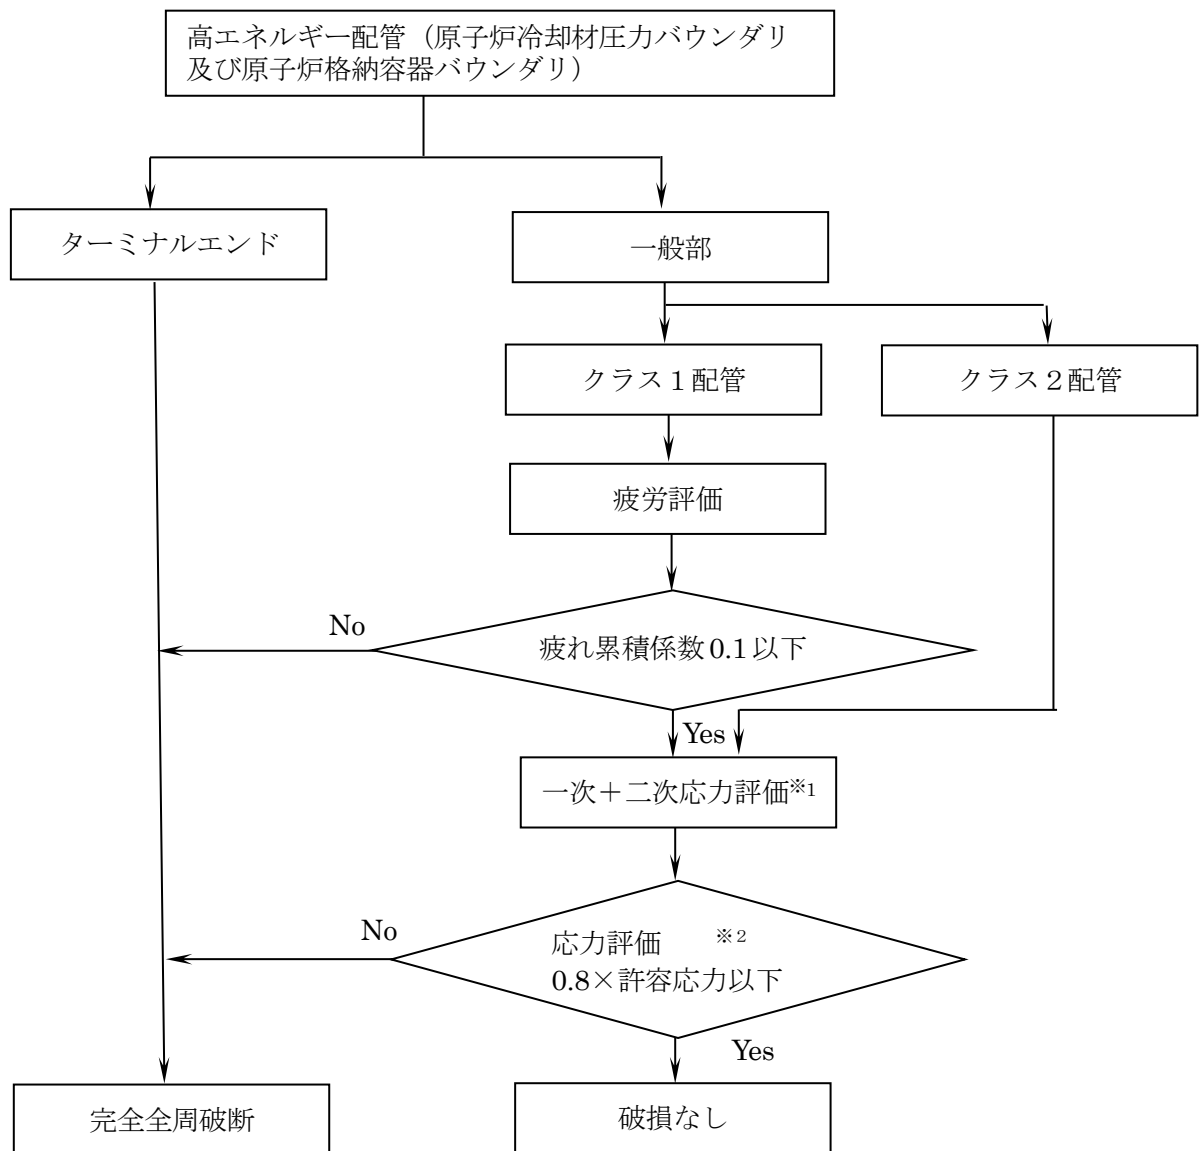 高エネルギー配管（原子炉冷却材圧力バウンダリ
及び原子炉格納容器バウンダリ）
ターミナルエンド
一般部
クラス１配管
クラス２配管
疲労評価
No
疲れ累積係数 0.1 以下
Yes
一次＋二次応力評価※1
No
応力評価 ※2
0.8×許容応力以下
Yes
完全全周破断
破損なし